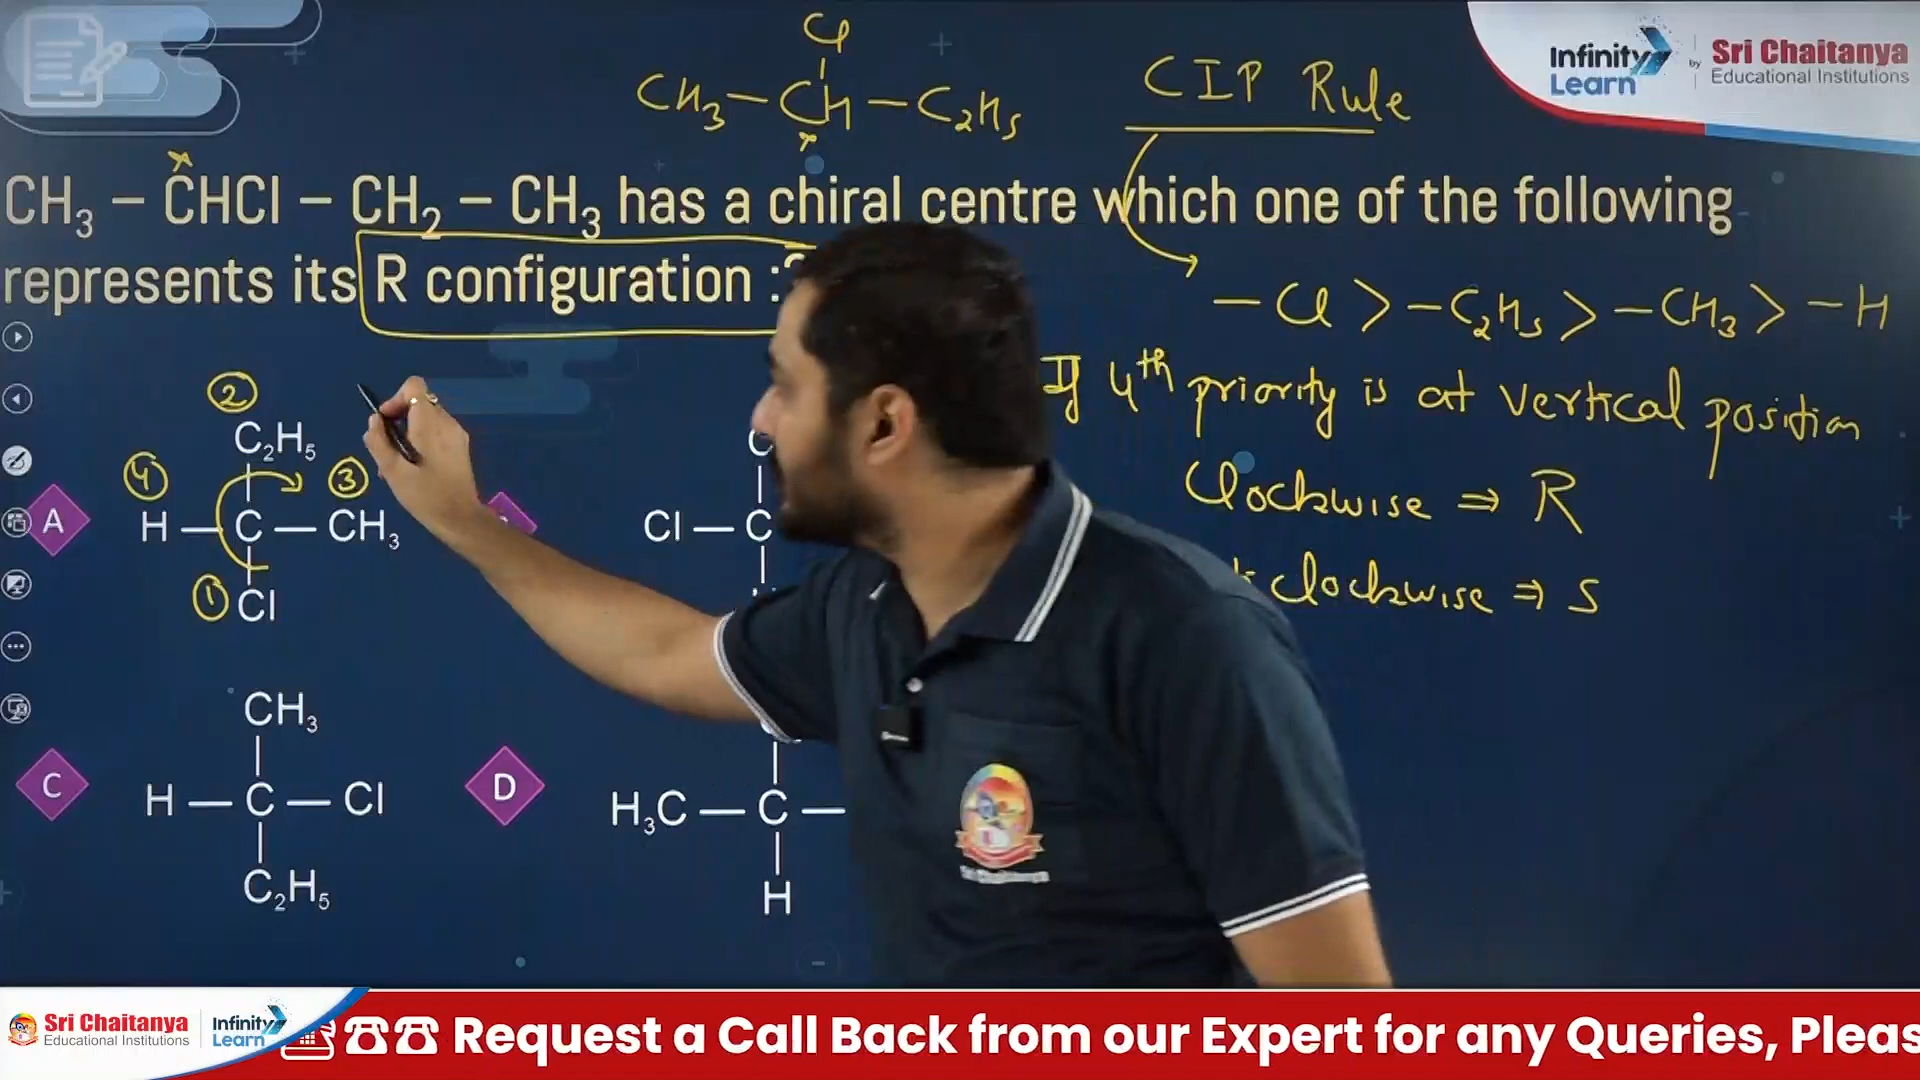 Cl
CH3 – CH – C2H5
x
CIP Rule
Infinity Learn by Sri Chaitanya Educational Institutions
x
CH3 – CHCl – CH2 – CH3 has a chiral centre which one of the following
represents its R configuration :
–Cl > –C2H5 > –CH3 > –H
If 4th priority is at vertical position
Clockwise ⇒ R
clockwise ⇒ S
A
2
C2H5
4
3
H – C – CH3
1
Cl
Cl – C
C
CH3
H – C – Cl
C2H5
D
H3C – C –
H
Sri Chaitanya Educational Institutions
Infinity Learn
Request a Call Back from our Expert for any Queries, Pleas